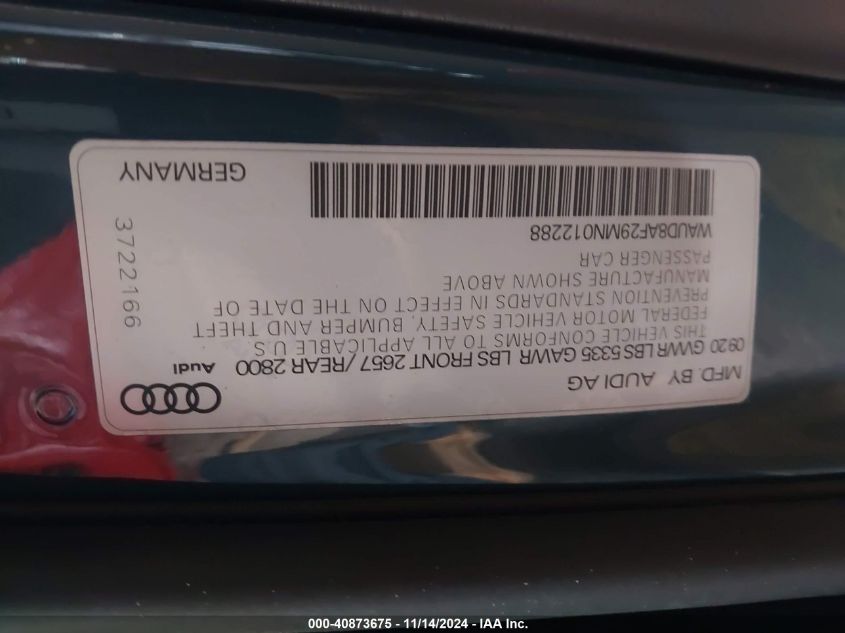 MFD. BY AUDI AG
0920 GVWR LBS 5335 GAWR LBS FRONT 2657 / REAR 2800
THIS VEHICLE CONFORMS TO ALL APPLICABLE U.S.
FEDERAL MOTOR VEHICLE SAFETY, BUMPER AND THEFT
PREVENTION STANDARDS IN EFFECT ON THE DATE OF
MANUFACTURE SHOWN ABOVE
PASSENGER CAR
WAUD8AF29MN012288
Audi
3722166
GERMANY
000-40873675 - 11/14/2024 - IAA Inc.